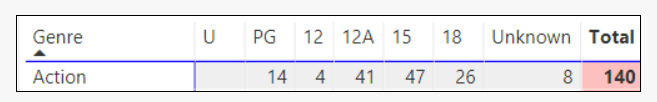 Genre U PG 12 12A 15 18 Unknown Total
Action 14 4 41 47 26 8 140